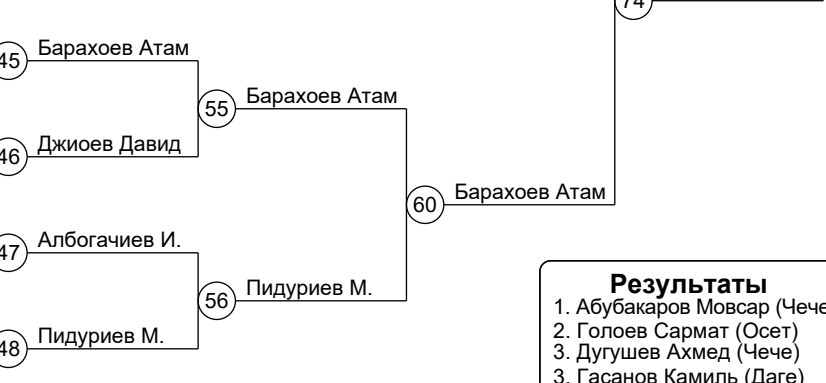 74
45 Барахоев Атам
55 Барахоев Атам
46 Джиоев Давид
60 Барахоев Атам
47 Албогачиев И.
56 Пидуриев М.
48 Пидуриев М.
Результаты
1. Абубакаров Мовсар (Чече
2. Голоев Сармат (Осет)
3. Дугушев Ахмед (Чече)
3. Гасанов Камиль (Даге)